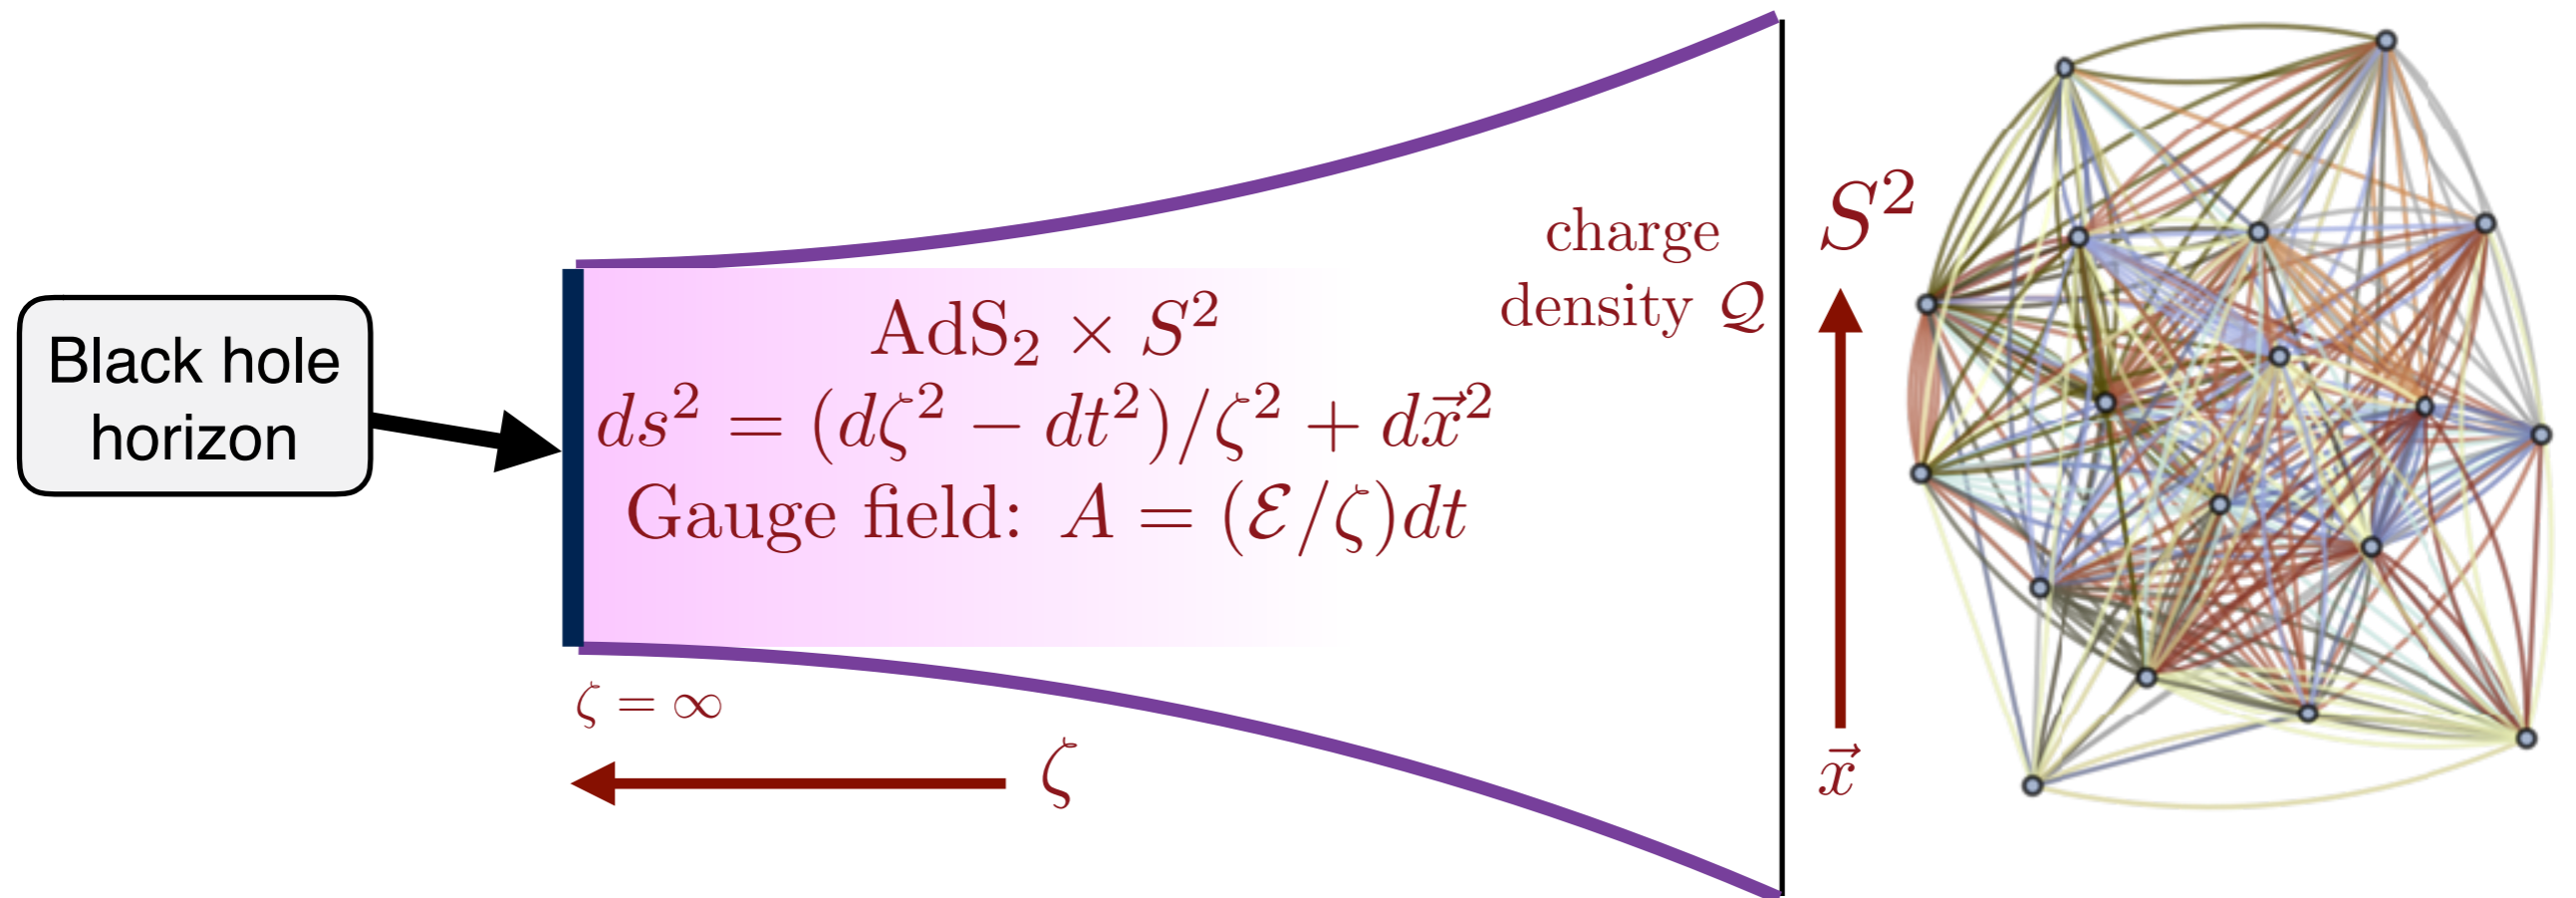 Black hole
horizon
AdS₂ × S²
ds² = (dζ² − dt²)/ζ² + dx⃗²
Gauge field: A = (ℰ/ζ)dt
ζ = ∞
ζ
charge
density 𝒬
S²
x⃗